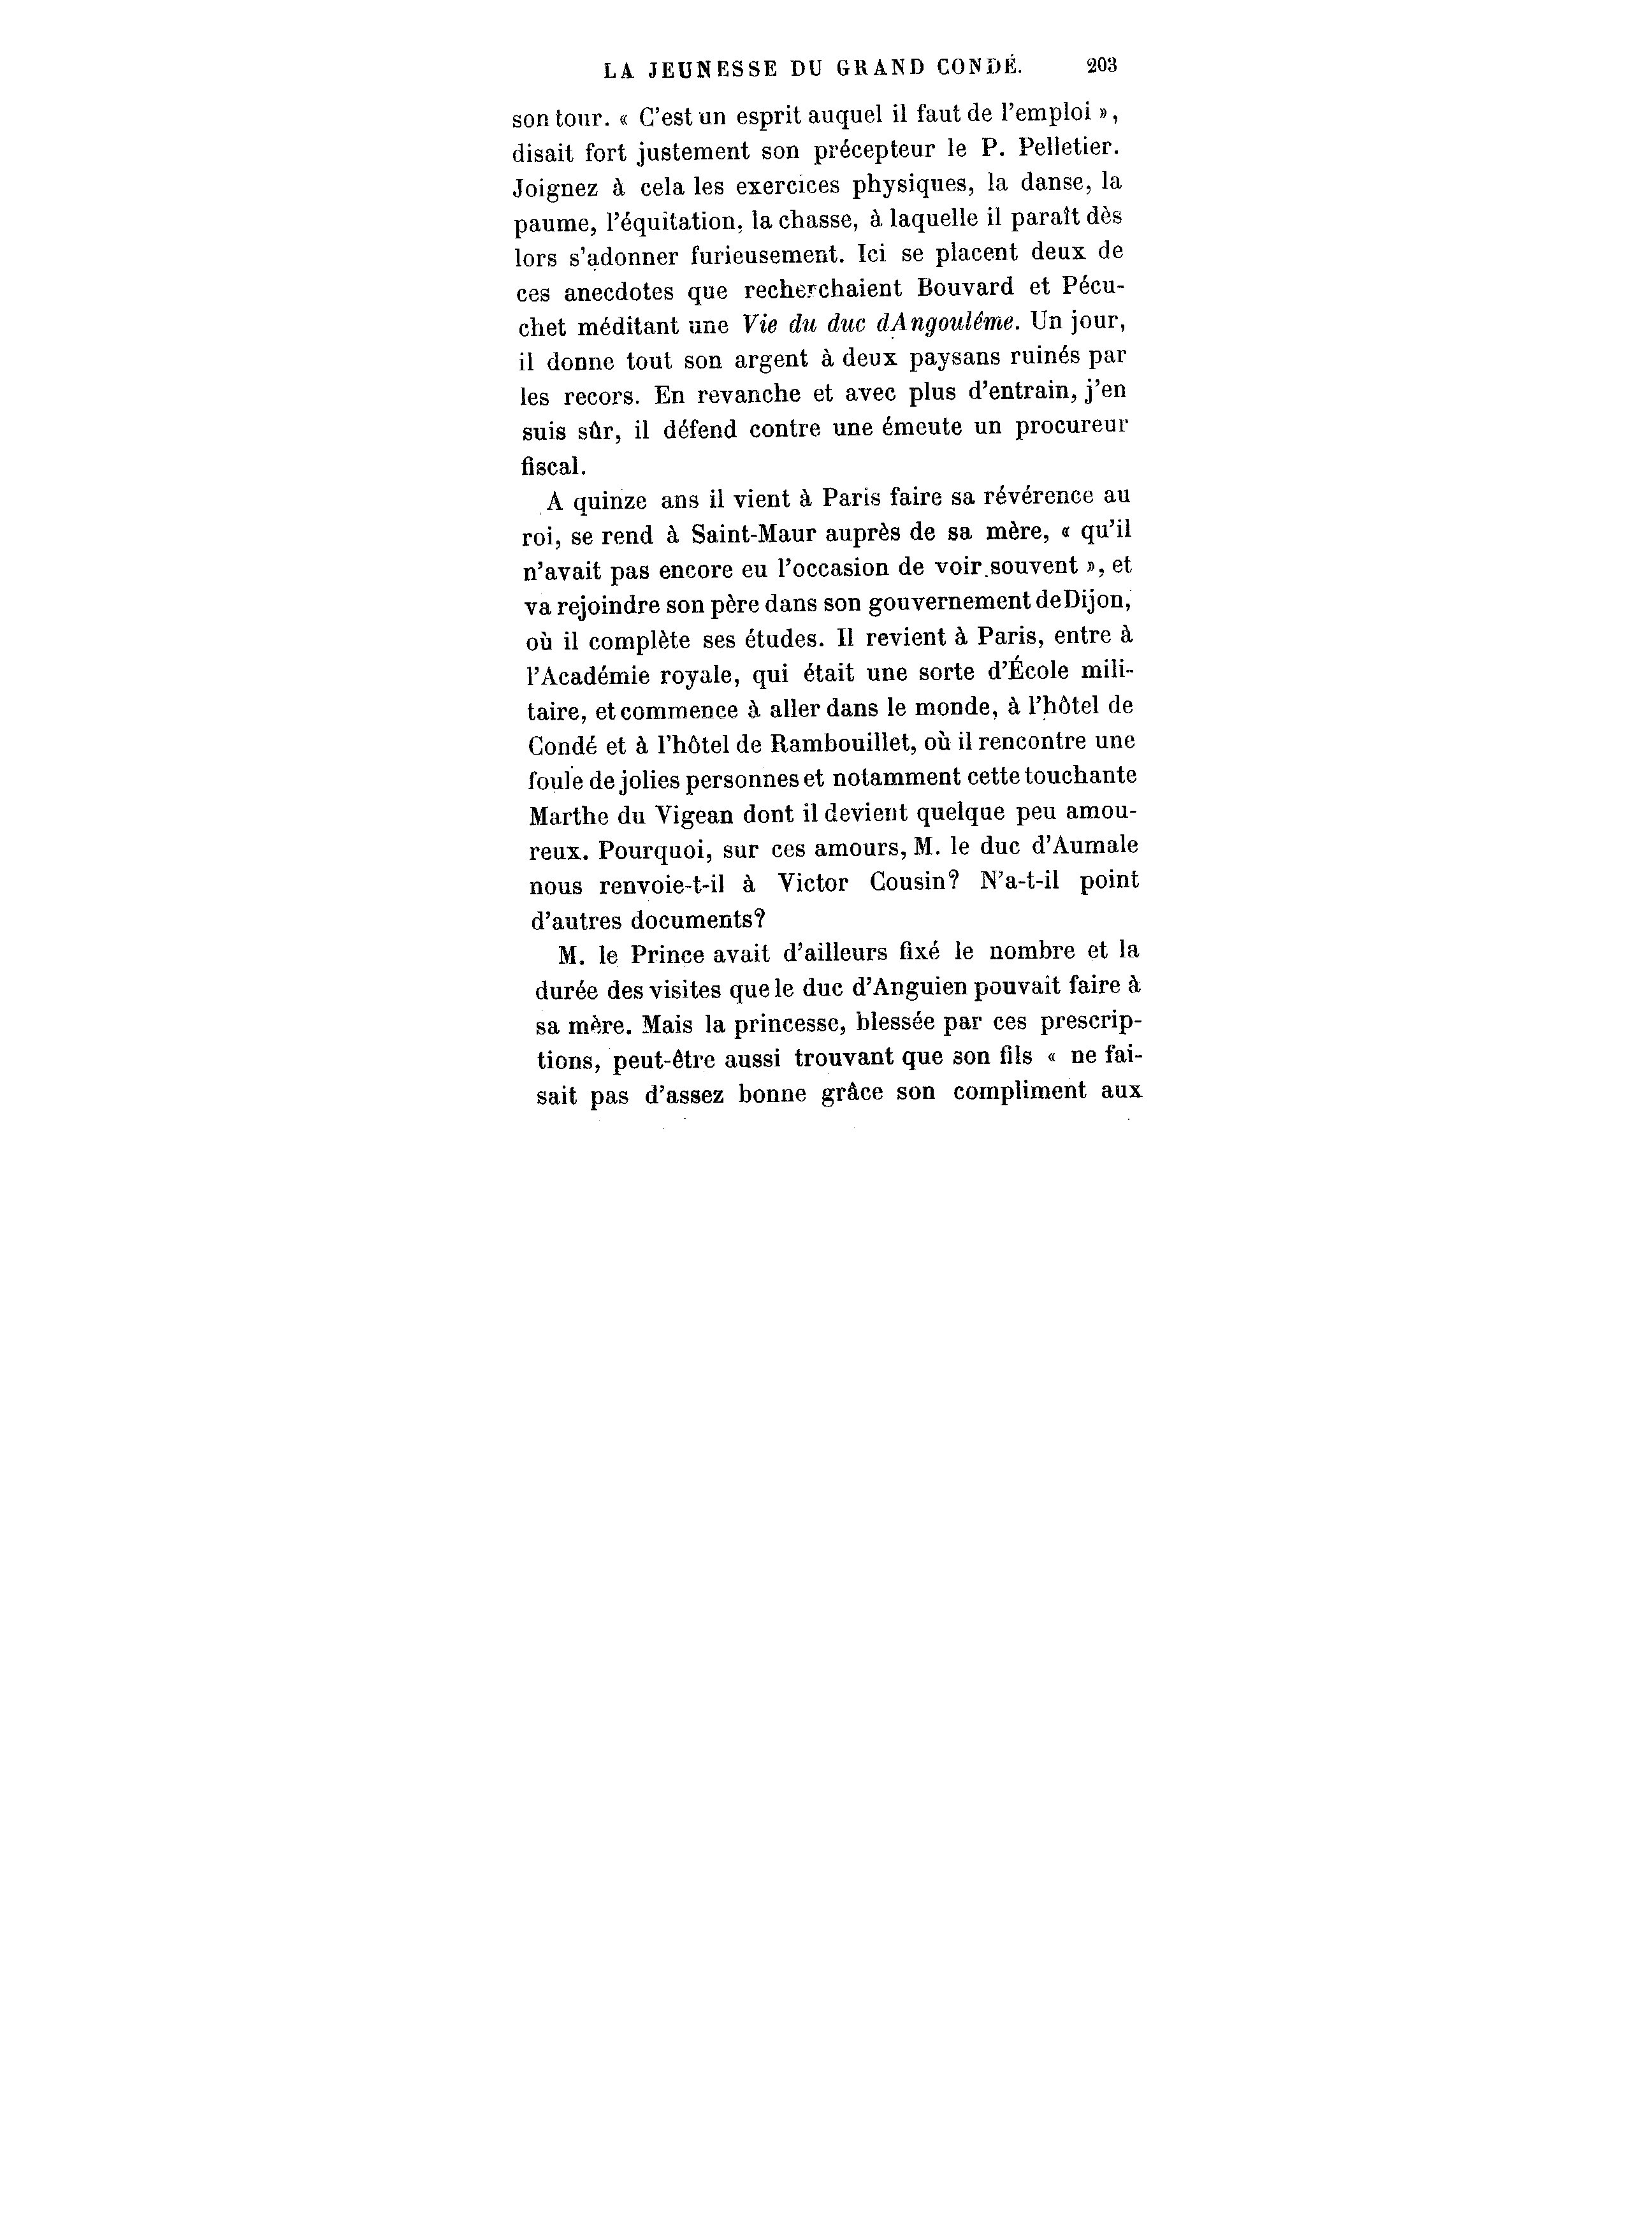 LA JEUNESSE DU GRAND CONDÉ. 203
son tour. « C'est un esprit auquel il faut de l'emploi »,
disait fort justement son précepteur le P. Pelletier.
Joignez à cela les exercices physiques, la danse, la
paume, l'équitation, la chasse, à laquelle il paraît dès
lors s'adonner furieusement. Ici se placent deux de
ces anecdotes que recherchaient Bouvard et Pécu-
chet méditant une Vie du duc d'Angoulême. Un jour,
il donne tout son argent à deux paysans ruinés par
les recors. En revanche et avec plus d'entrain, j'en
suis sûr, il défend contre une émeute un procureur
fiscal.
A quinze ans il vient à Paris faire sa révérence au
roi, se rend à Saint-Maur auprès de sa mère, « qu'il
n'avait pas encore eu l'occasion de voir souvent », et
va rejoindre son père dans son gouvernement de Dijon,
où il complète ses études. Il revient à Paris, entre à
l'Académie royale, qui était une sorte d'École mili-
taire, et commence à aller dans le monde, à l'hôtel de
Condé et à l'hôtel de Rambouillet, où il rencontre une
foule de jolies personnes et notamment cette touchante
Marthe du Vigean dont il devient quelque peu amou-
reux. Pourquoi, sur ces amours, M. le duc d'Aumale
nous renvoie-t-il à Victor Cousin? N'a-t-il point
d'autres documents?
M. le Prince avait d'ailleurs fixé le nombre et la
durée des visites que le duc d'Anguien pouvait faire à
sa mère. Mais la princesse, blessée par ces prescrip-
tions, peut-être aussi trouvant que son fils « ne fai-
sait pas d'assez bonne grâce son compliment aux